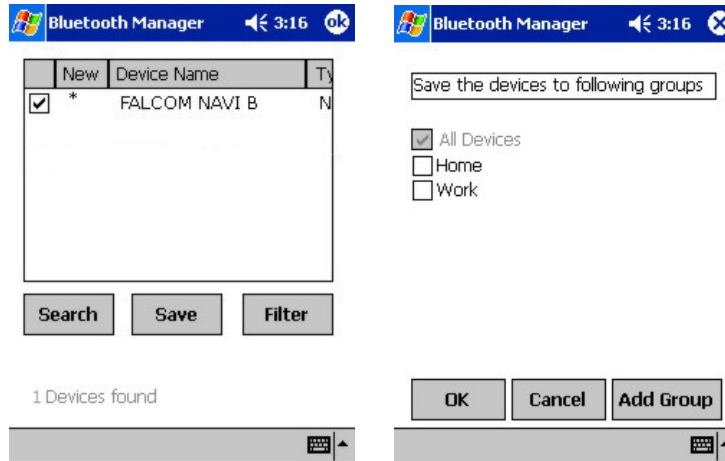 Bluetooth Manager 3:16 ok
New Device Name Ty
* FALCOM NAVI B N
Search Save Filter
1 Devices found
Bluetooth Manager 3:16
Save the devices to following groups
All Devices
Home
Work
OK Cancel Add Group